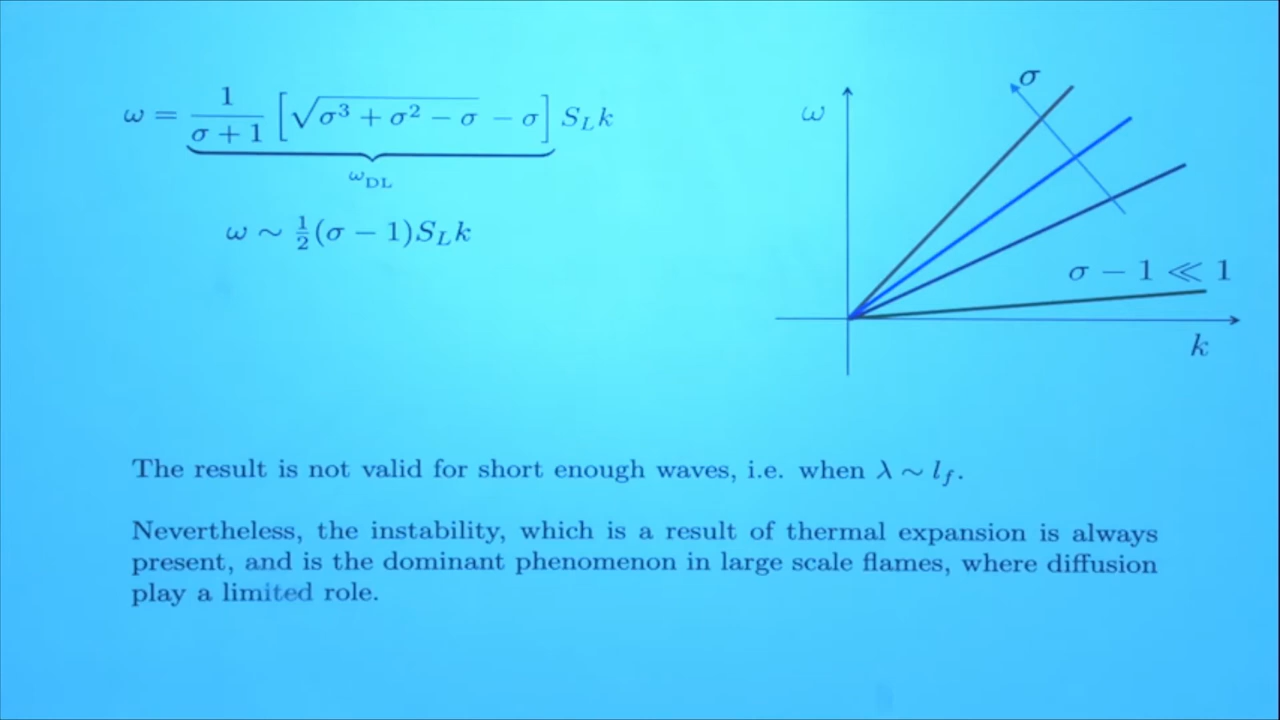 ω = 1/(σ + 1) [√(σ³ + σ² − σ) − σ] S_L k
ω_DL
ω ∼ ½(σ − 1)S_L k
σ
ω
σ − 1 ≪ 1
k
The result is not valid for short enough waves, i.e. when λ ∼ l_f.
Nevertheless, the instability, which is a result of thermal expansion is always
present, and is the dominant phenomenon in large scale flames, where diffusion
play a limited role.